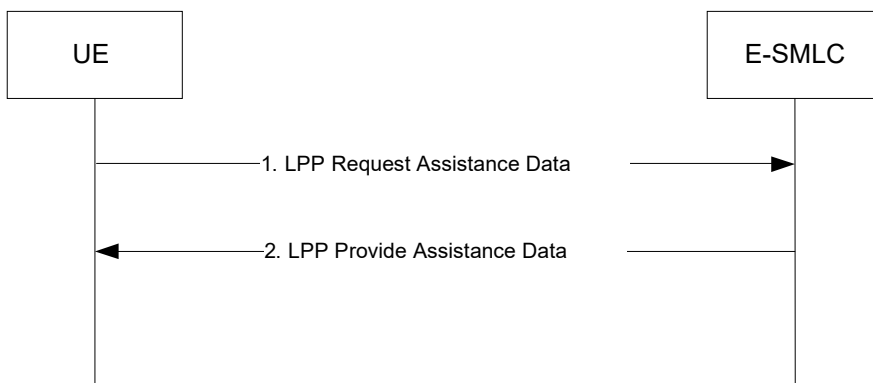 UE
E-SMLC
1. LPP Request Assistance Data
2. LPP Provide Assistance Data